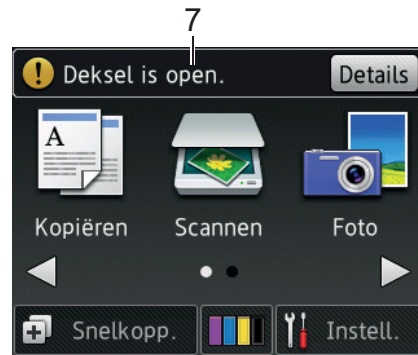 7
Deksel is open. Details
A
Kopiëren Scannen Foto
Snelkopp. Instell.